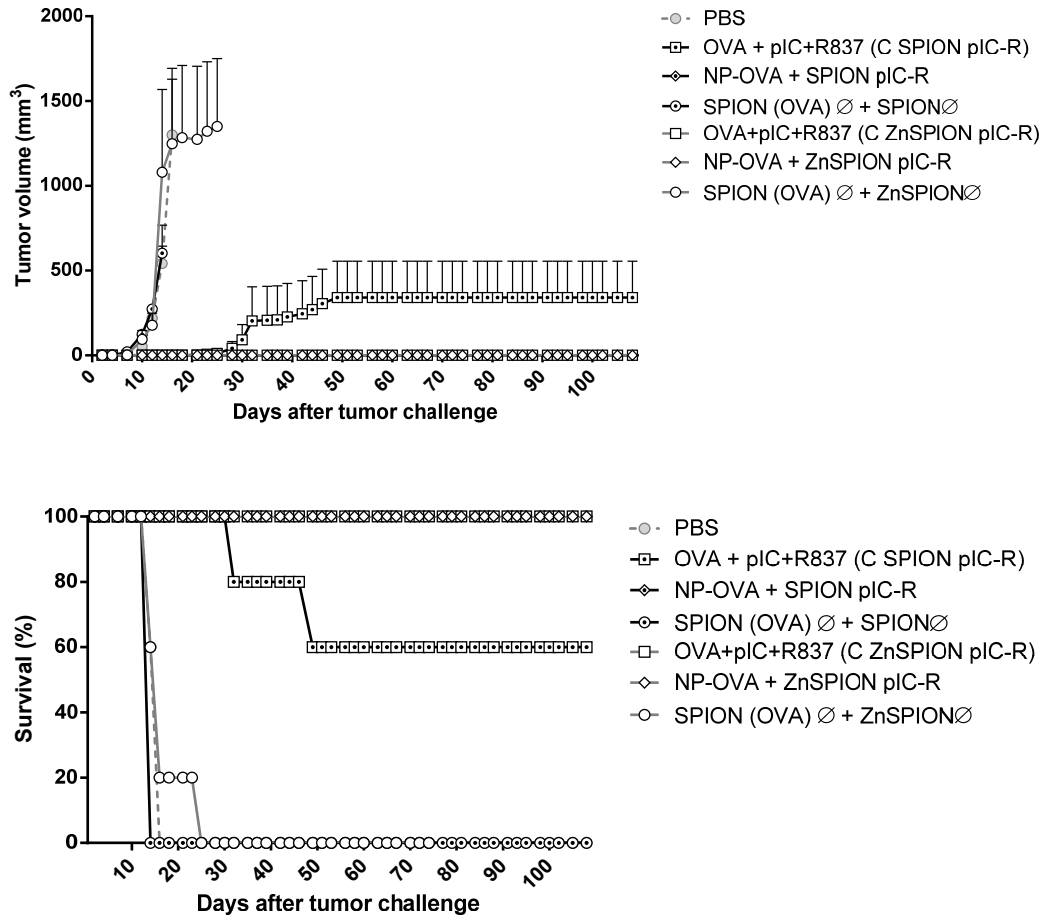 2000
1500
1000
500
0
Tumor volume (mm³)
0 10 20 30 40 50 60 70 80 90 100
Days after tumor challenge
PBS
OVA + pIC+R837 (C SPION pIC-R)
NP-OVA + SPION pIC-R
SPION (OVA) ∅ + SPION∅
OVA+pIC+R837 (C ZnSPION pIC-R)
NP-OVA + ZnSPION pIC-R
SPION (OVA) ∅ + ZnSPION∅
100
80
60
40
20
0
Survival (%)
10 20 30 40 50 60 70 80 90 100
Days after tumor challenge
PBS
OVA + pIC+R837 (C SPION pIC-R)
NP-OVA + SPION pIC-R
SPION (OVA) ∅ + SPION∅
OVA+pIC+R837 (C ZnSPION pIC-R)
NP-OVA + ZnSPION pIC-R
SPION (OVA) ∅ + ZnSPION∅